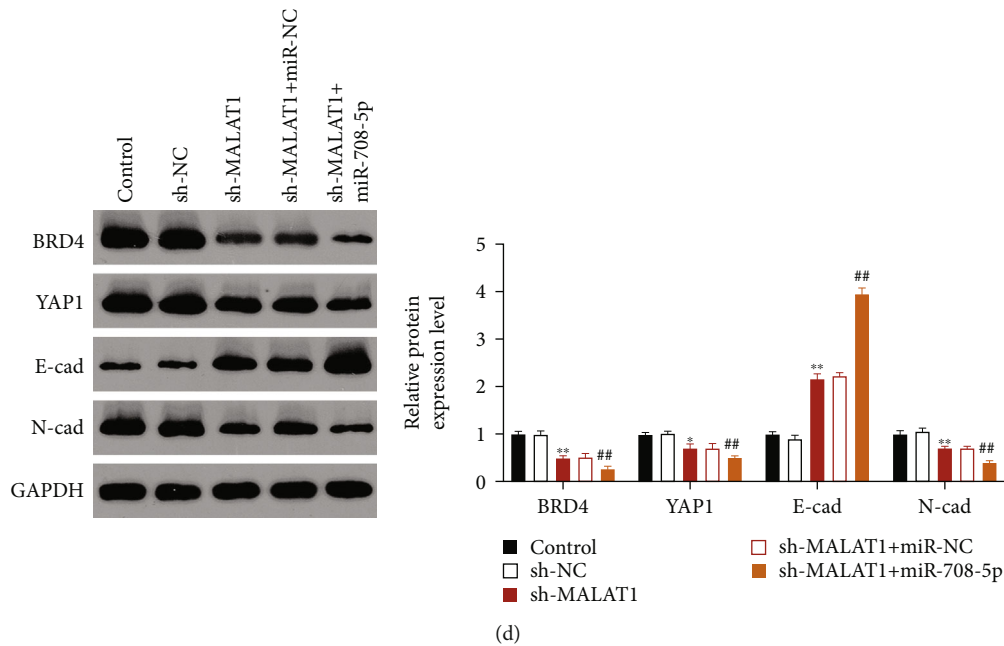 Control
sh-NC
sh-MALAT1
sh-MALAT1+miR-NC
sh-MALAT1+
miR-708-5p
BRD4
YAP1
E-cad
N-cad
GAPDH
Relative protein
expression level
5
4
3
2
1
0
**
##
*
##
**
##
**
##
BRD4
YAP1
E-cad
N-cad
Control
sh-NC
sh-MALAT1
sh-MALAT1+miR-NC
sh-MALAT1+miR-708-5p
(d)